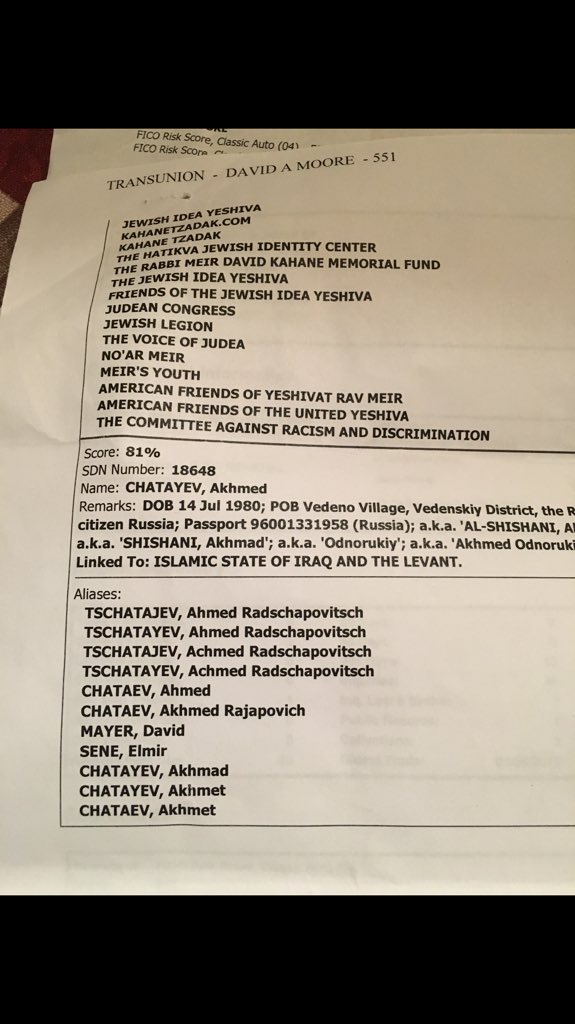 FICO Risk Score, Classic Auto (04)
FICO Risk Score
TRANSUNION - DAVID A MOORE - 551
JEWISH IDEA YESHIVA
KAHANETZADAK.COM
KAHANE TZADAK
THE HATIKVA JEWISH IDENTITY CENTER
THE RABBI MEIR DAVID KAHANE MEMORIAL FUND
THE JEWISH IDEA YESHIVA
FRIENDS OF THE JEWISH IDEA YESHIVA
JUDEAN CONGRESS
JEWISH LEGION
THE VOICE OF JUDEA
NO'AR MEIR
MEIR'S YOUTH
AMERICAN FRIENDS OF YESHIVAT RAV MEIR
AMERICAN FRIENDS OF THE UNITED YESHIVA
THE COMMITTEE AGAINST RACISM AND DISCRIMINATION
Score: 81%
SDN Number: 18648
Name: CHATAYEV, Akhmed
Remarks: DOB 14 Jul 1980; POB Vedeno Village, Vedenskiy District, the
citizen Russia; Passport 96001331958 (Russia); a.k.a. 'AL-SHISHANI,
a.k.a. 'SHISHANI, Akhmad'; a.k.a. 'Odnorukiy'; a.k.a. 'Akhmed
Linked To: ISLAMIC STATE OF IRAQ AND THE LEVANT.
Aliases:
TSCHATAJEV, Ahmed Radschapovitsch
TSCHATAYEV, Ahmed Radschapovitsch
TSCHATAJEV, Achmed Radschapovitsch
TSCHATAYEV, Achmed Radschapovitsch
CHATAEV, Ahmed
CHATAEV, Akhmed Rajapovich
MAYER, David
SENE, Elmir
CHATAYEV, Akhmad
CHATAYEV, Akhmet
CHATAEV, Akhmet